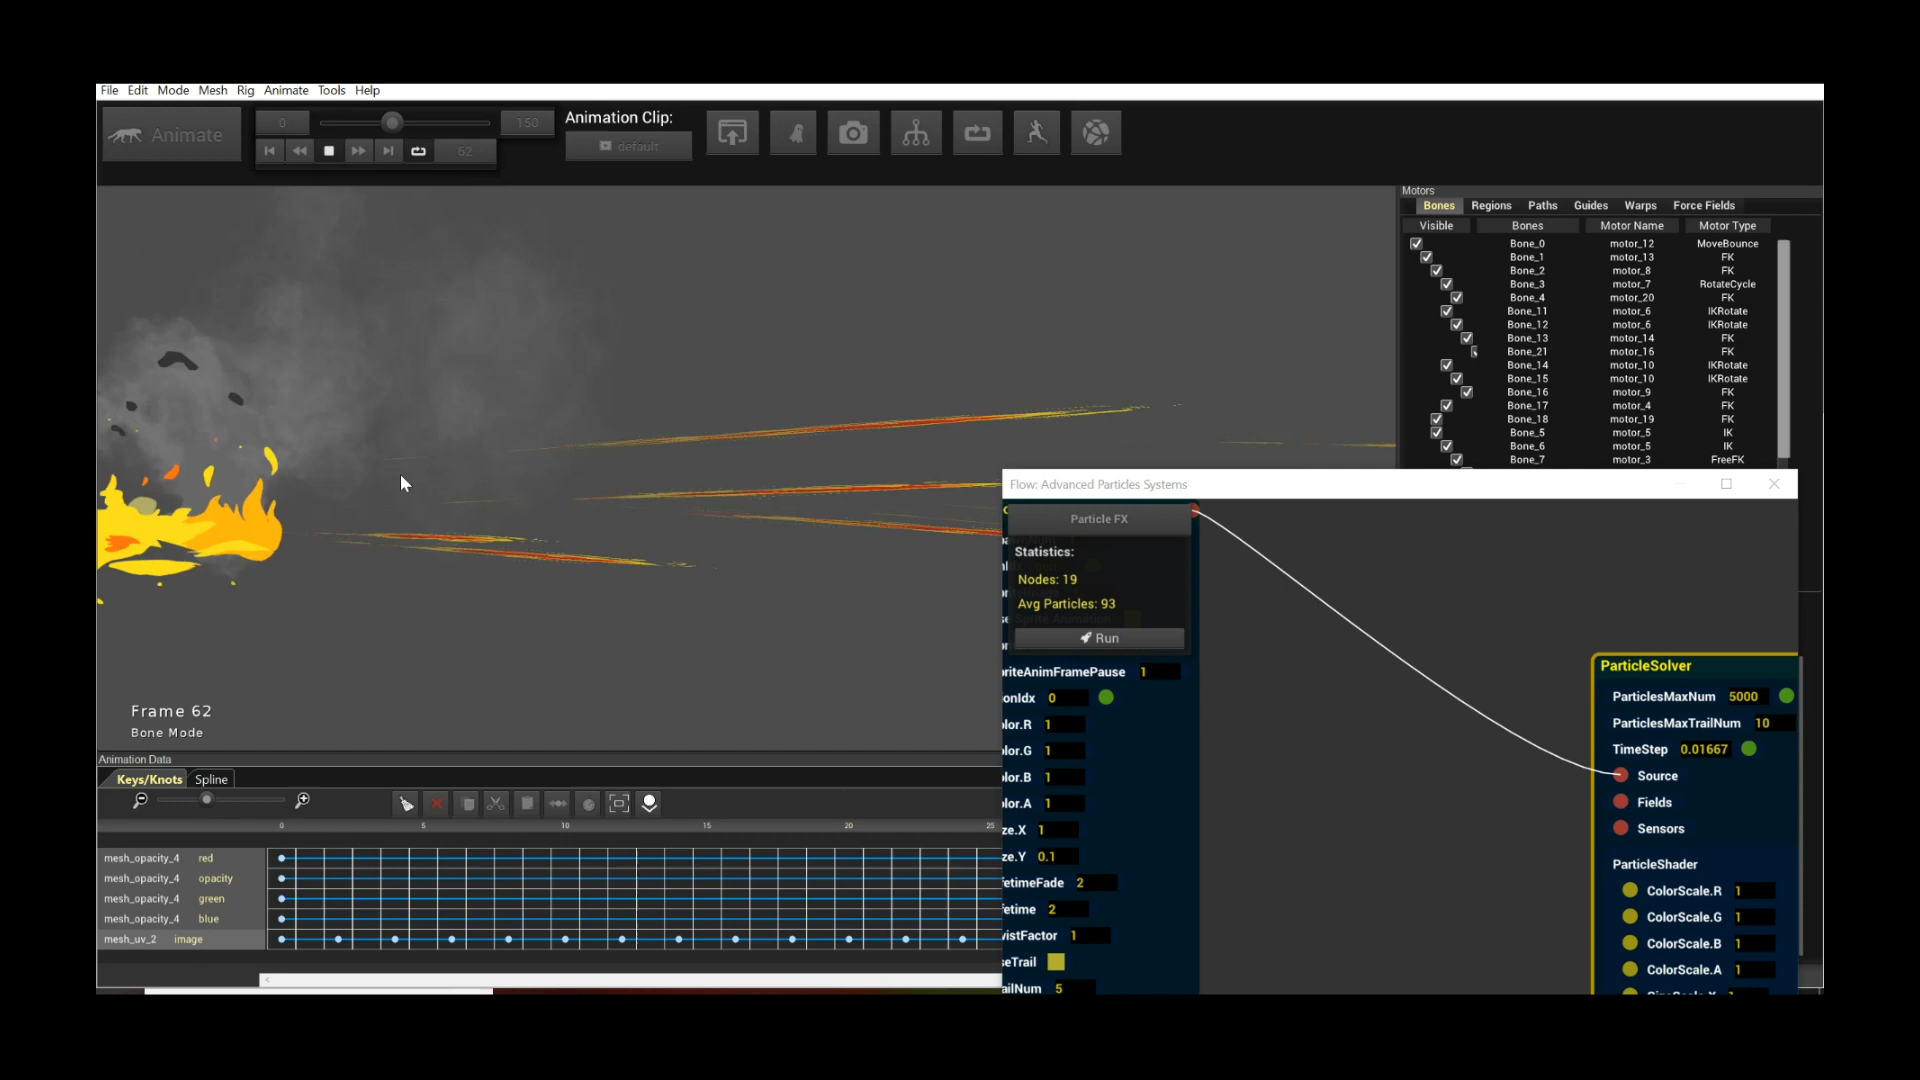 File Edit Mode Mesh Rig Animate Tools Help
Animate
0
150
62
Animation Clip:
default
Motors
Bones Regions Paths Guides Warps Force Fields
Visible Bones Motor Name Motor Type
Bone_0 motor_12 MoveBounce
Bone_1 motor_13 FK
Bone_2 motor_8 FK
Bone_3 motor_7 RotateCycle
Bone_4 motor_20 FK
Bone_11 motor_6 IKRotate
Bone_12 motor_6 IKRotate
Bone_13 motor_14 FK
Bone_21 motor_16 FK
Bone_14 motor_10 IKRotate
Bone_15 motor_10 IKRotate
Bone_16 motor_9 FK
Bone_17 motor_4 FK
Bone_18 motor_19 FK
Bone_5 motor_5 IK
Bone_6 motor_5 IK
Bone_7 motor_3 FreeFK
Frame 62
Bone Mode
Flow: Advanced Particles Systems
Particle FX
Statistics:
Nodes: 19
Avg Particles: 93
Run
riteAnimFramePause 1
onIdx 0
lor.R 1
lor.G 1
lor.B 1
lor.A 1
ze.X 1
ze.Y 0.1
fetimeFade 2
fetime 2
vistFactor 1
seTrail
ailNum 5
ParticleSolver
ParticlesMaxNum 5000
ParticlesMaxTrailNum 10
TimeStep 0.01667
Source
Fields
Sensors
ParticleShader
ColorScale.R 1
ColorScale.G 1
ColorScale.B 1
ColorScale.A 1
Animation Data
Keys/Knots Spline
0 5 10 15 20 25
mesh_opacity_4 red
mesh_opacity_4 opacity
mesh_opacity_4 green
mesh_opacity_4 blue
mesh_uv_2 image